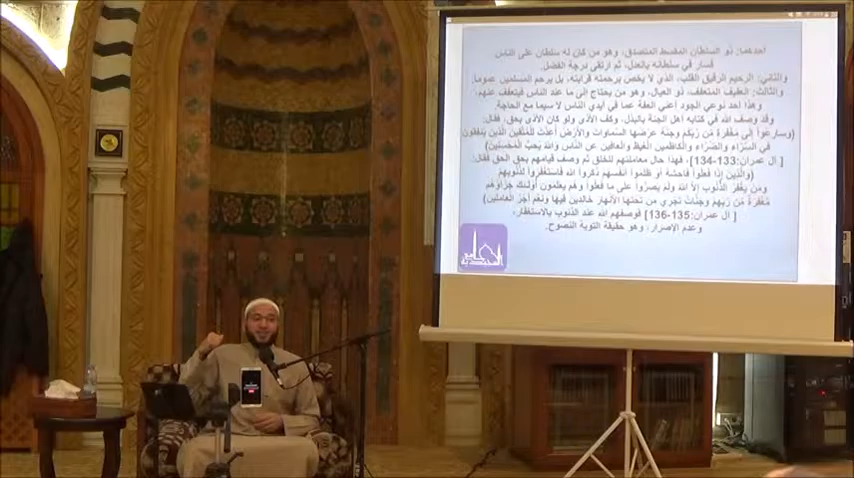 أحدهما: ذو السلطان المقسط المتصدق، وهو من كان له سلطان على الناس
فسار في سلطانه بالعدل، ثم ارتقى درجة الفضل.
والثاني: الرحيم الرقيق القلب، الذي لا يخص برحمته قرابته، بل يرحم المسلمين عموما.
والثالث: العفيف المتعفف، ذو العيال، وهو من يحتاج إلى ما عند الناس فيتعفف عنهم،
وهذا أحد نوعي الجود أعني العفة عما في أيدي الناس لا سيما مع الحاجة.
وقد وصف الله في كتابه أهل الجنة بالبذل، وكف الأذى ولو كان الأذى بحق، فقال:
(وسارعوا إلى مغفرة من ربكم وجنة عرضها السماوات والأرض أعدت للمتقين الذين ينفقون
في السراء والضراء والكاظمين الغيظ والعافين عن الناس والله يحب المحسنين)
[آل عمران:133-134]، فهذا حال معاملتهم للخلق ثم وصف قيامهم بحق الحق فقال:
(والذين إذا فعلوا فاحشة أو ظلموا أنفسهم ذكروا الله فاستغفروا لذنوبهم
ومن يغفر الذنوب إلا الله ولم يصروا على ما فعلوا وهم يعلمون أولئك جزاؤهم
مغفرة من ربهم وجنات تجري من تحتها الأنهار خالدين فيها ونعم أجر العاملين)
[آل عمران:135-136] فوصفهم الله عند الذنوب بالاستغفار،
وعدم الإصرار، وهو حقيقة التوبة النصوح.
جامع